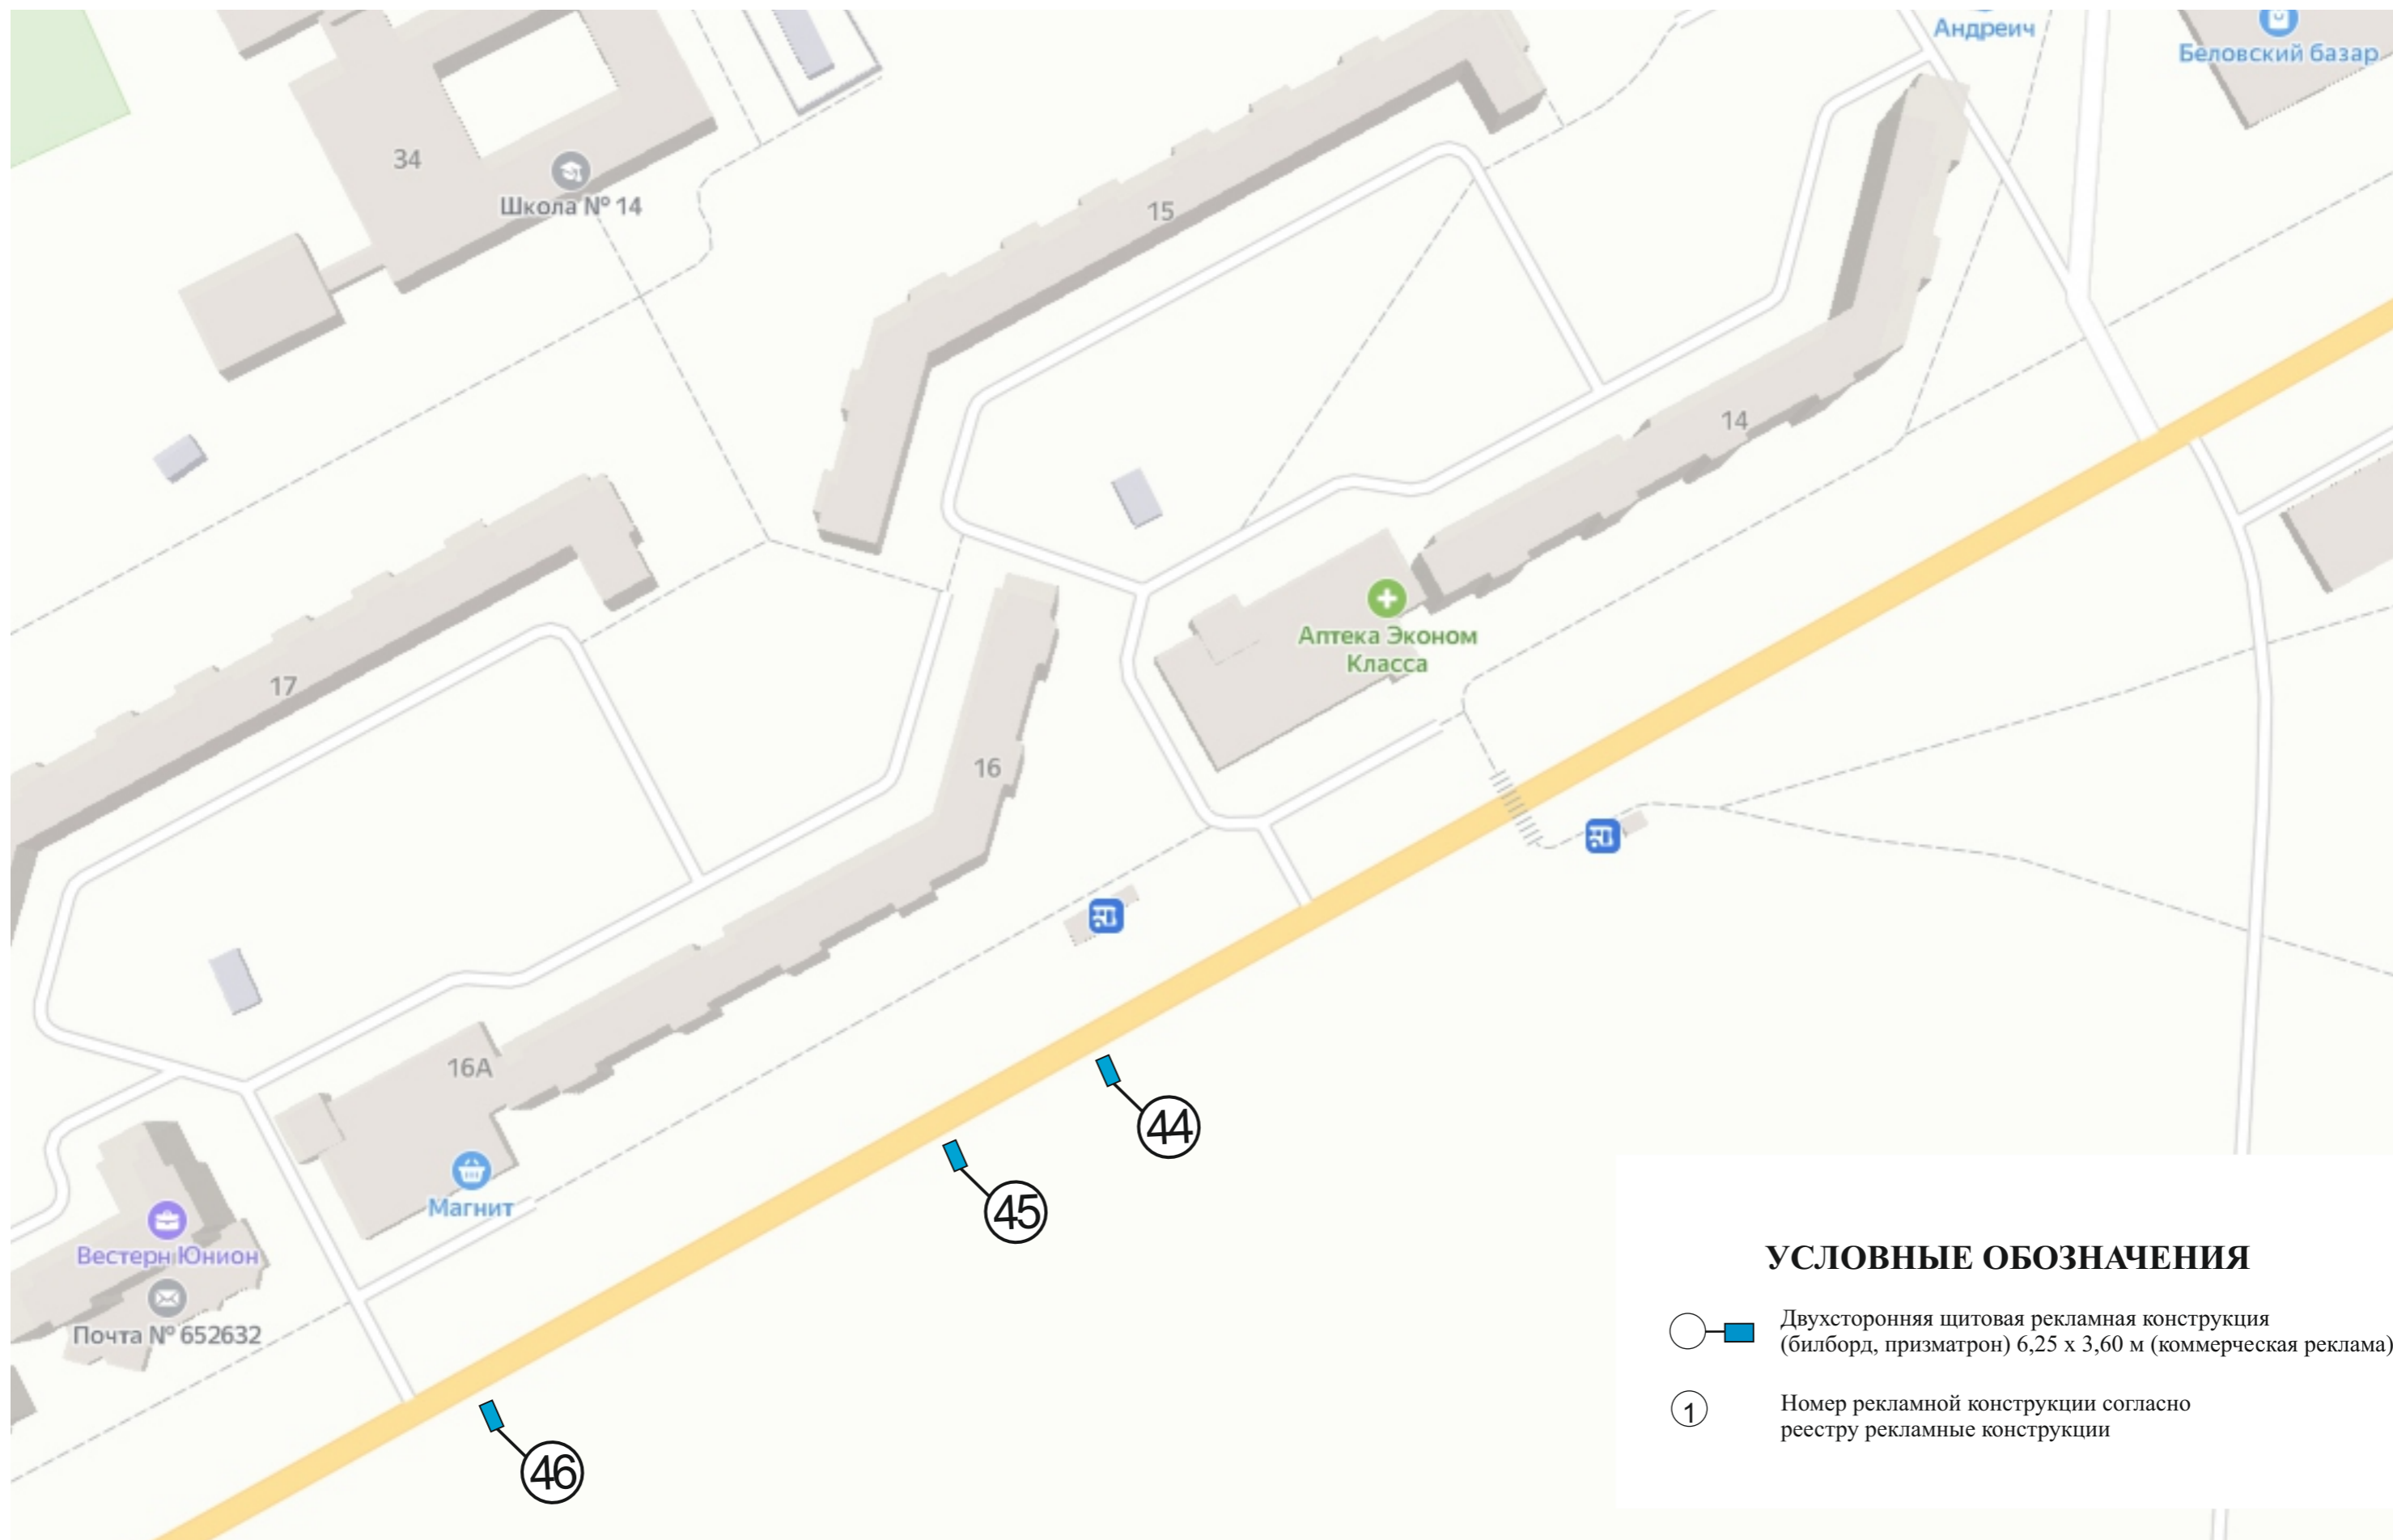 Андреич
Беловский базар
34
Школа № 14
15
14
Аптека Эконом
Класса
17
16
16А
Магнит
Вестерн Юнион
Почта № 652632
44
45
46
УСЛОВНЫЕ ОБОЗНАЧЕНИЯ
Двухсторонняя щитовая рекламная конструкция
(билборд, призматрон) 6,25 х 3,60 м (коммерческая реклама)
1
Номер рекламной конструкции согласно
реестру рекламные конструкции